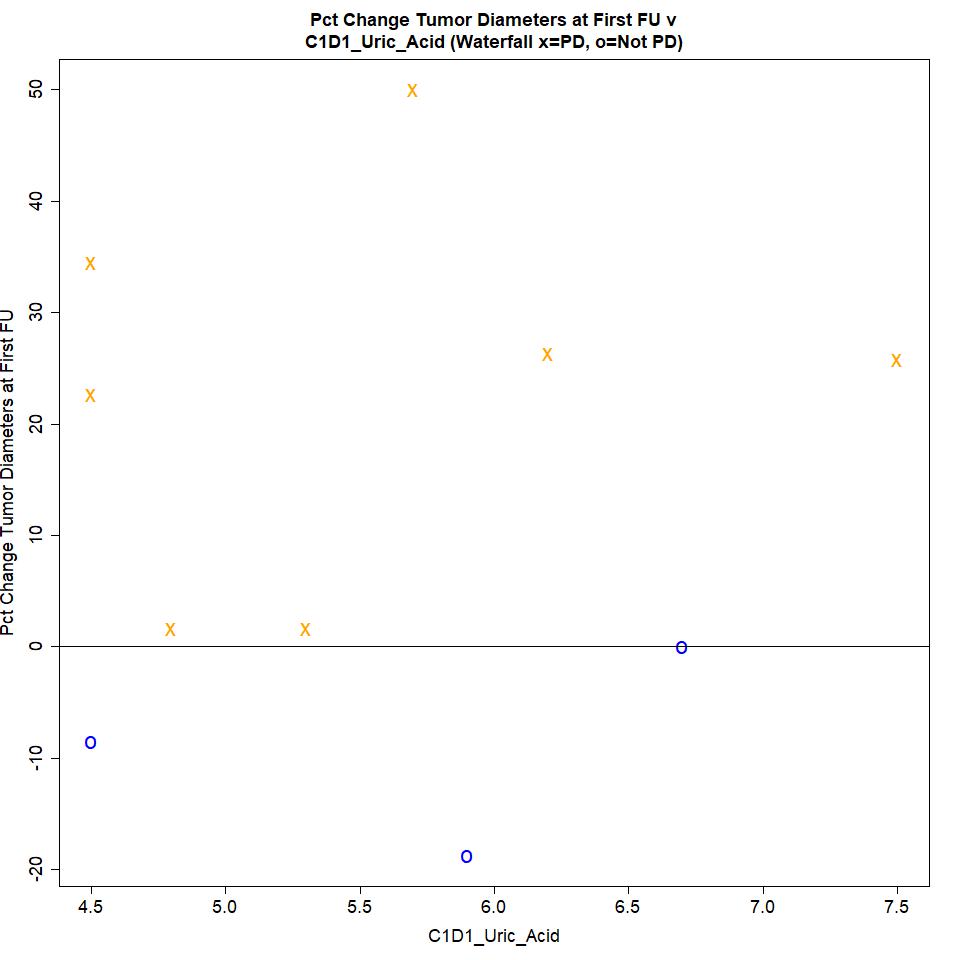 Pct Change Tumor Diameters at First FU v
C1D1_Uric_Acid (Waterfall x=PD, o=Not PD)
Pct Change Tumor Diameters at First FU
50
40
30
20
10
0
-10
-20
X
X
X
X
X
X
X
O
O
O
4.5
5.0
5.5
6.0
6.5
7.0
7.5
C1D1_Uric_Acid